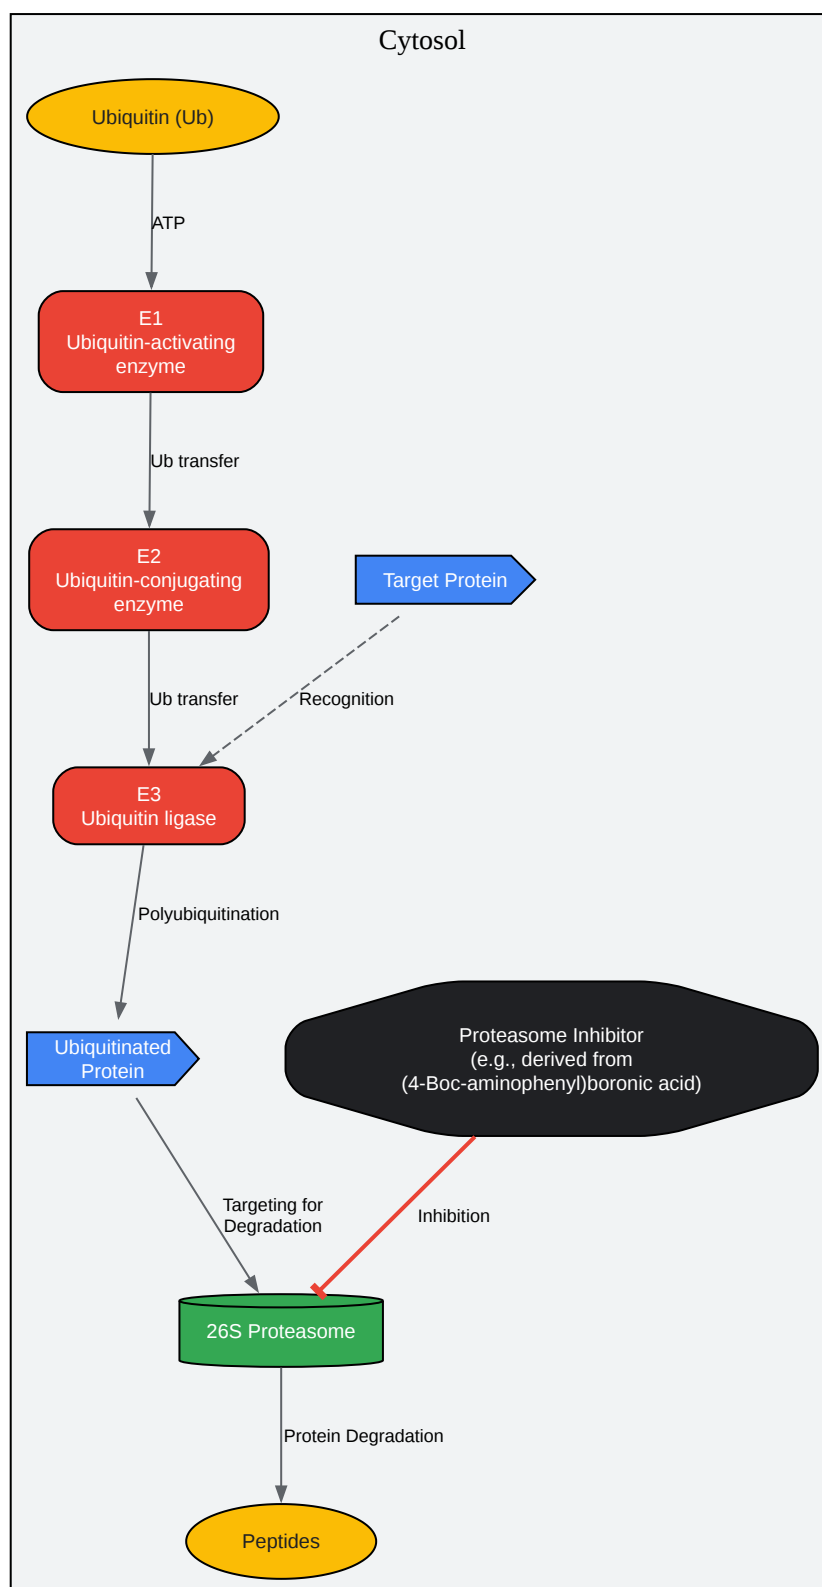 Cytosol
Ubiquitin (Ub)
ATP
E1
Ubiquitin-activating
enzyme
Ub transfer
E2
Ubiquitin-conjugating
enzyme
Target Protein
Ub transfer
Recognition
E3
Ubiquitin ligase
Polyubiquitination
Ubiquitinated
Protein
Proteasome Inhibitor
(e.g., derived from
(4-Boc-aminophenyl)boronic acid)
Targeting for
Degradation
Inhibition
26S Proteasome
Protein Degradation
Peptides